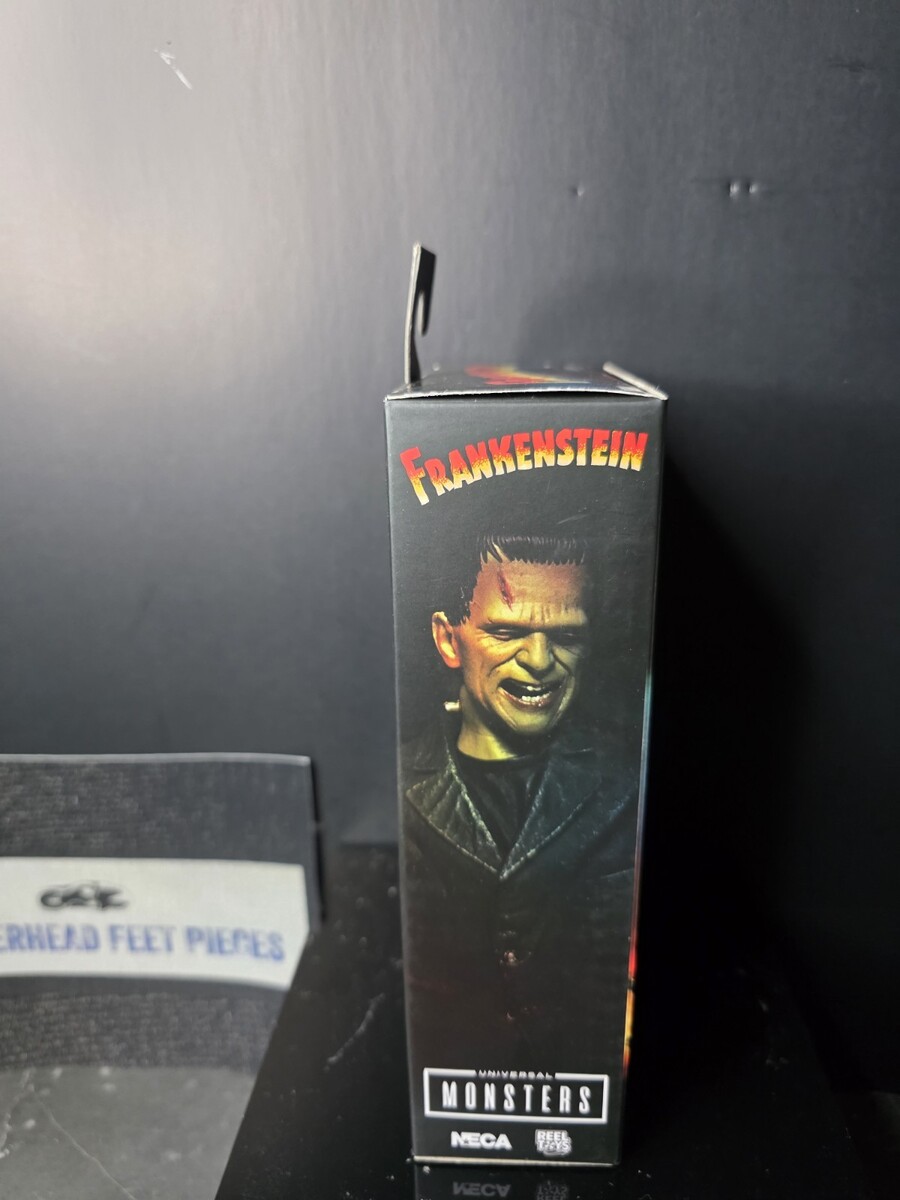 FRANKENSTEIN
UNIVERSAL
MONSTERS
NECA
REEL TOYS
ERHEAD FEET PIECES